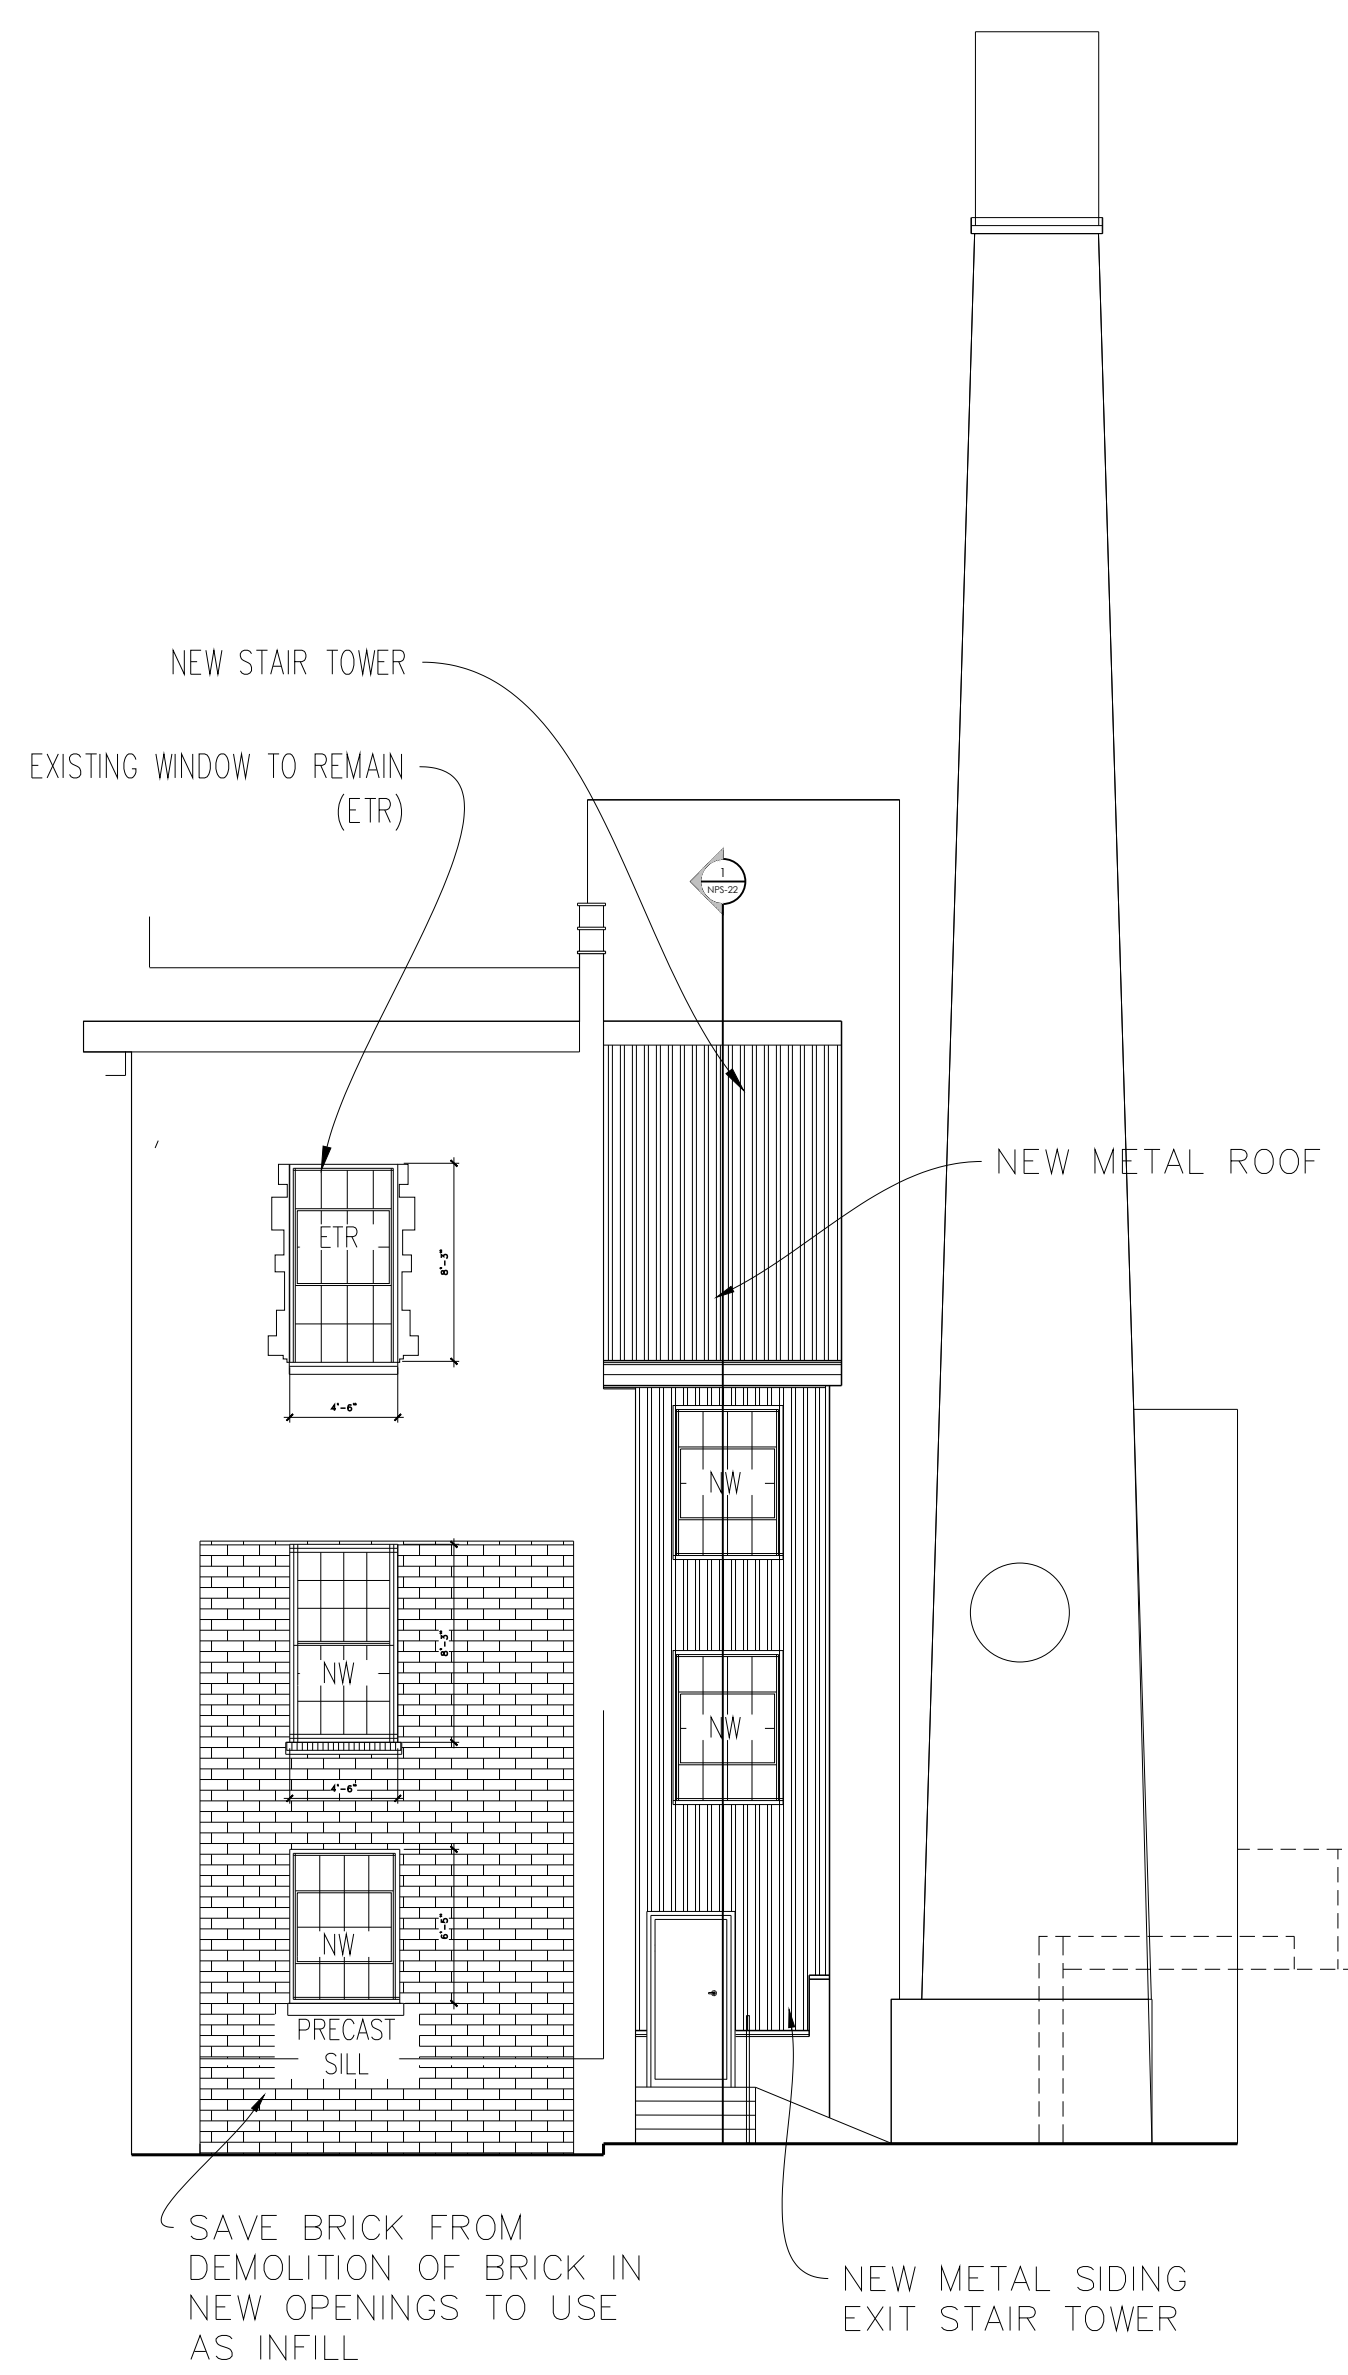 NEW STAIR TOWER
EXISTING WINDOW TO REMAIN
(ETR)
1
NPS-22
NEW METAL ROOF
ETR
8'-3"
4'-6"
NW
NW
8'-3"
NW
4'-6"
NW
6'-5"
PRECAST
SILL
SAVE BRICK FROM
DEMOLITION OF BRICK IN
NEW OPENINGS TO USE
AS INFILL
NEW METAL SIDING
EXIT STAIR TOWER